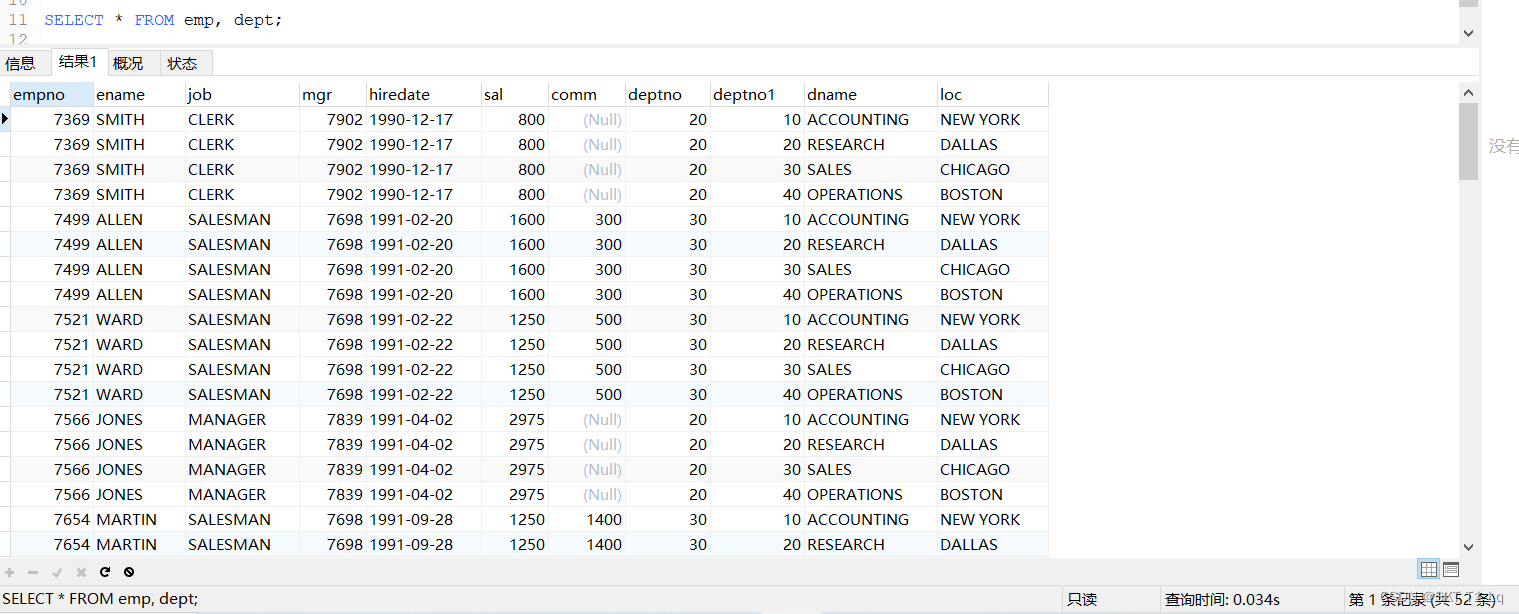 10
11 SELECT * FROM emp, dept;
12
信息 结果1 概况 状态
empno ename job mgr hiredate sal comm deptno deptno1 dname loc
7369 SMITH CLERK 7902 1990-12-17 800 (Null) 20 10 ACCOUNTING NEW YORK
7369 SMITH CLERK 7902 1990-12-17 800 (Null) 20 20 RESEARCH DALLAS
没有
7369 SMITH CLERK 7902 1990-12-17 800 (Null) 20 30 SALES CHICAGO
7369 SMITH CLERK 7902 1990-12-17 800 (Null) 20 40 OPERATIONS BOSTON
7499 ALLEN SALESMAN 7698 1991-02-20 1600 300 30 10 ACCOUNTING NEW YORK
7499 ALLEN SALESMAN 7698 1991-02-20 1600 300 30 20 RESEARCH DALLAS
7499 ALLEN SALESMAN 7698 1991-02-20 1600 300 30 30 SALES CHICAGO
7499 ALLEN SALESMAN 7698 1991-02-20 1600 300 30 40 OPERATIONS BOSTON
7521 WARD SALESMAN 7698 1991-02-22 1250 500 30 10 ACCOUNTING NEW YORK
7521 WARD SALESMAN 7698 1991-02-22 1250 500 30 20 RESEARCH DALLAS
7521 WARD SALESMAN 7698 1991-02-22 1250 500 30 30 SALES CHICAGO
7521 WARD SALESMAN 7698 1991-02-22 1250 500 30 40 OPERATIONS BOSTON
7566 JONES MANAGER 7839 1991-04-02 2975 (Null) 20 10 ACCOUNTING NEW YORK
7566 JONES MANAGER 7839 1991-04-02 2975 (Null) 20 20 RESEARCH DALLAS
7566 JONES MANAGER 7839 1991-04-02 2975 (Null) 20 30 SALES CHICAGO
7566 JONES MANAGER 7839 1991-04-02 2975 (Null) 20 40 OPERATIONS BOSTON
7654 MARTIN SALESMAN 7698 1991-09-28 1250 1400 30 10 ACCOUNTING NEW YORK
7654 MARTIN SALESMAN 7698 1991-09-28 1250 1400 30 20 RESEARCH DALLAS
SELECT * FROM emp, dept; 只读 查询时间: 0.034s 第 1 条记录 (共 52 条)